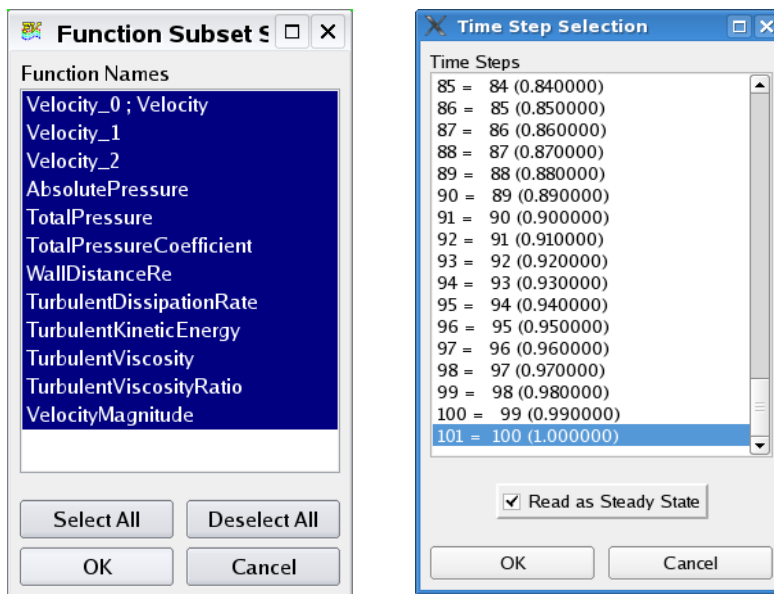 Function Subset S
Function Names
Velocity_0 ; Velocity
Velocity_1
Velocity_2
AbsolutePressure
TotalPressure
TotalPressureCoefficient
WallDistanceRe
TurbulentDissipationRate
TurbulentKineticEnergy
TurbulentViscosity
TurbulentViscosityRatio
VelocityMagnitude
Select All
Deselect All
OK
Cancel
Time Step Selection
Time Steps
85 = 84 (0.840000)
86 = 85 (0.850000)
87 = 86 (0.860000)
88 = 87 (0.870000)
89 = 88 (0.880000)
90 = 89 (0.890000)
91 = 90 (0.900000)
92 = 91 (0.910000)
93 = 92 (0.920000)
94 = 93 (0.930000)
95 = 94 (0.940000)
96 = 95 (0.950000)
97 = 96 (0.960000)
98 = 97 (0.970000)
99 = 98 (0.980000)
100 = 99 (0.990000)
101 = 100 (1.000000)
Read as Steady State
OK
Cancel